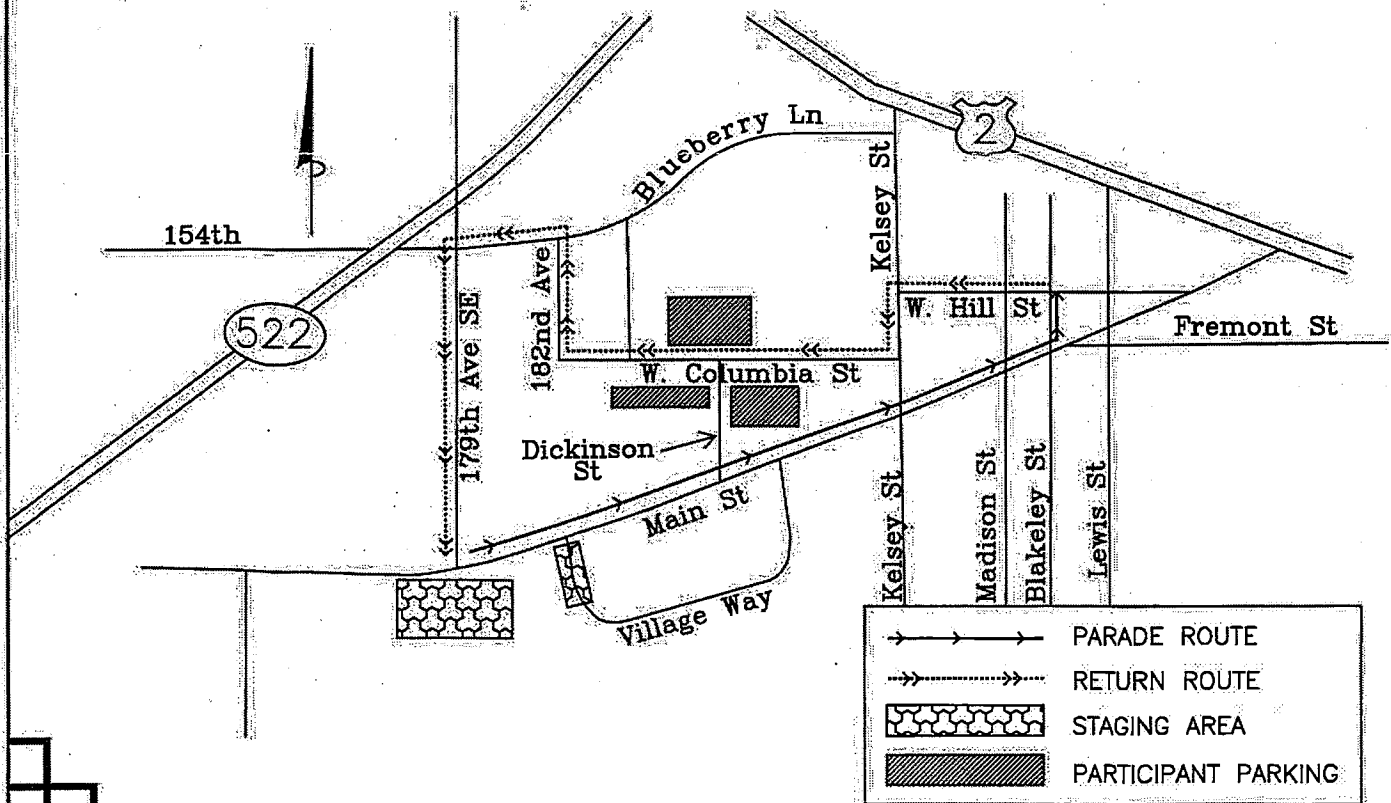 Blueberry Ln
2
Kelsey St
154th
522
179th Ave SE
182nd Ave
W. Hill St
Fremont St
W. Columbia St
Dickinson
St
Main St
Village Way
Kelsey St
Madison St
Blakeley St
Lewis St
PARADE ROUTE
RETURN ROUTE
STAGING AREA
PARTICIPANT PARKING